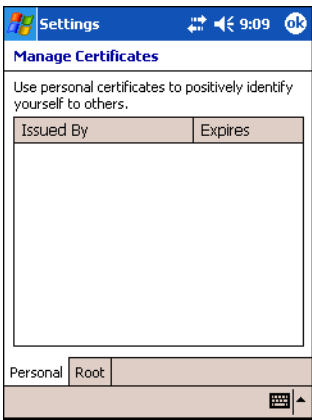 Settings 9:09 ok
Manage Certificates
Use personal certificates to positively identify
yourself to others.
Issued By Expires
Personal Root